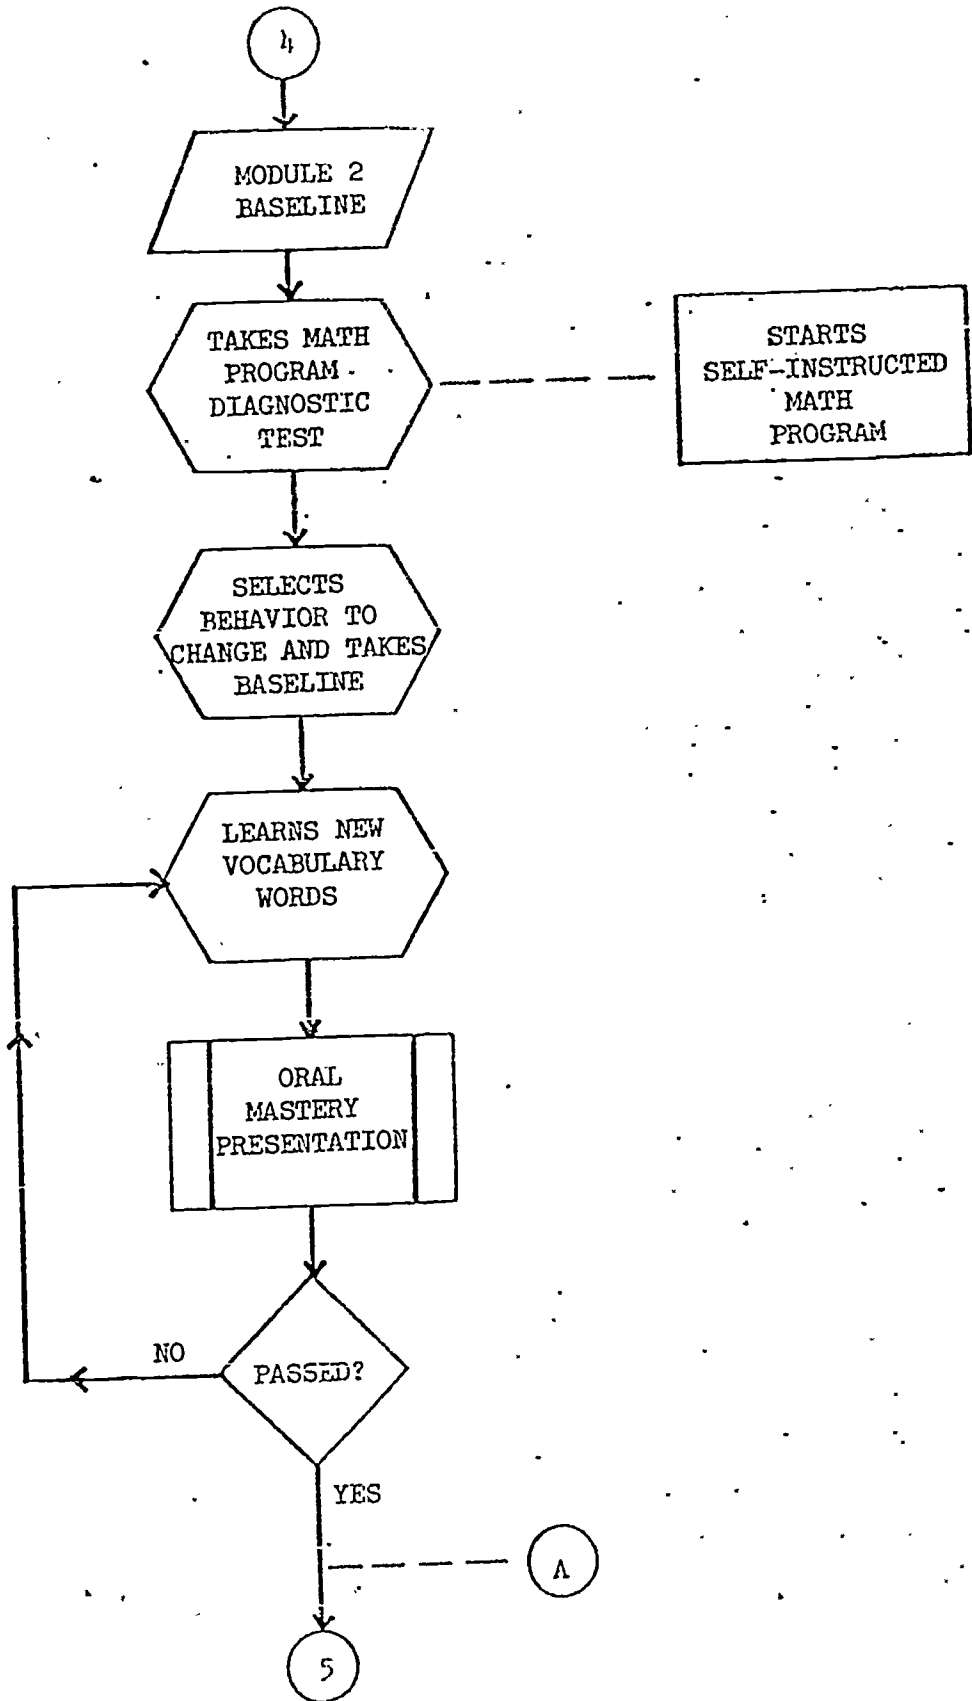 4
MODULE 2
BASELINE
TAKES MATH
PROGRAM
DIAGNOSTIC
TEST
STARTS
SELF-INSTRUCTED
MATH
PROGRAM
SELECTS
BEHAVIOR TO
CHANGE AND TAKES
BASELINE
LEARNS NEW
VOCABULARY
WORDS
ORAL
MASTERY
PRESENTATION
NO
PASSED?
YES
A
5